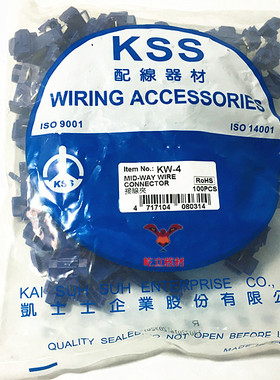 KSS
配線器材
WIRING ACCESSORIES
ISO 9001
ISO 14001
KSS
Item No.: KW-4
MID-WAY WIRE
CONNECTOR
接線夾
RoHS
100PCS
4 717104 080314
KAI SUH SUH ENTERPRISE CO.,
凱士士企業股份有限公
QUALITY SEALED DO NOT OPEN BEFORE U